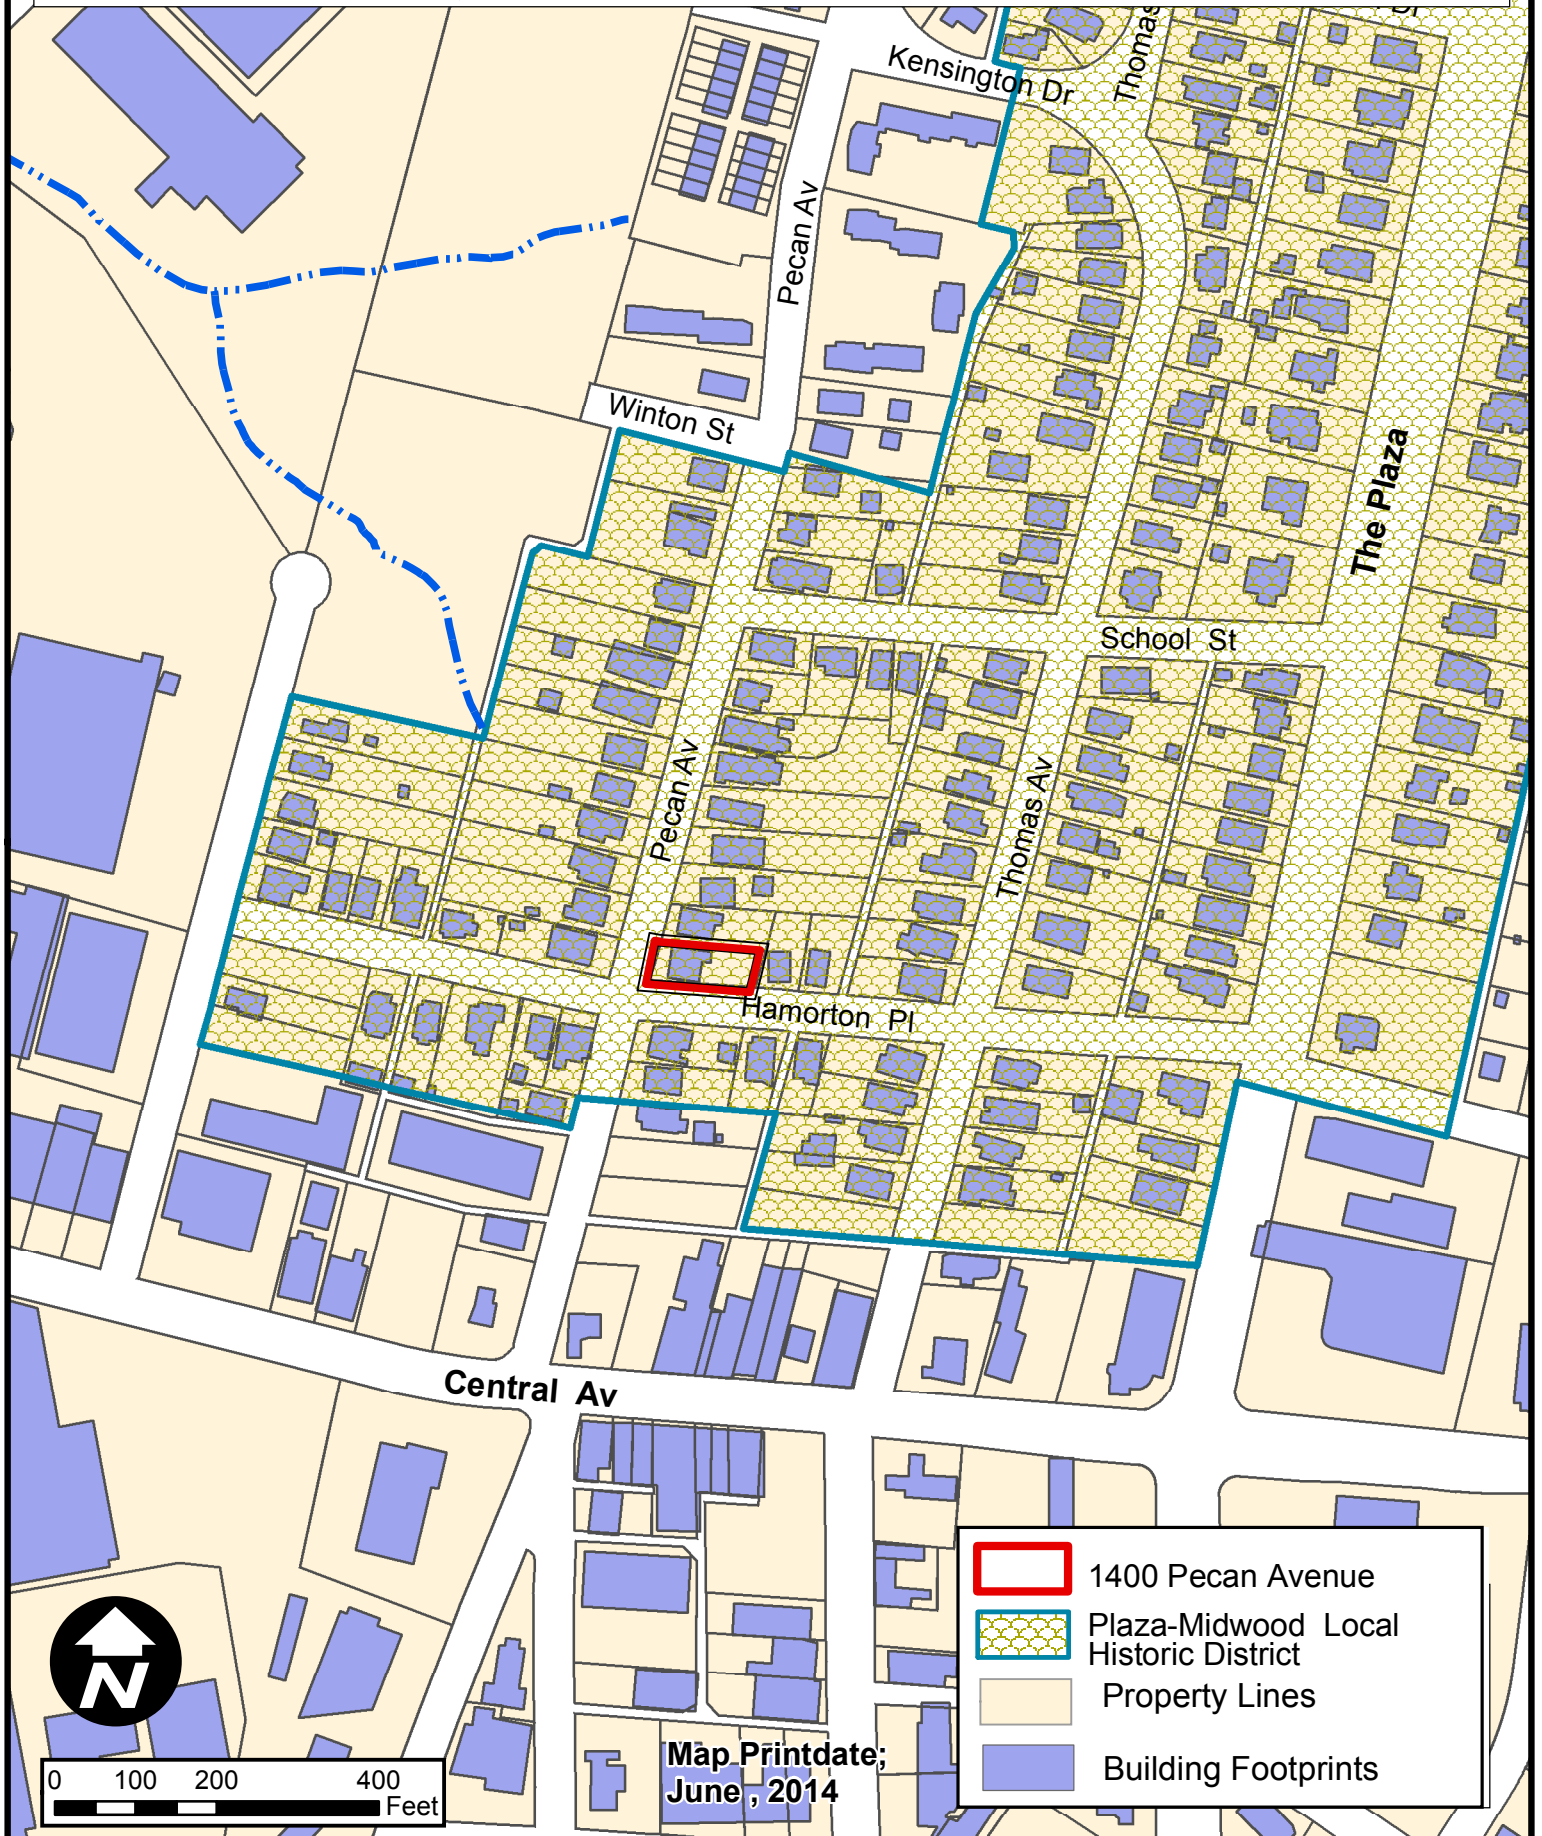 Kensington Dr
Thomas
Pecan Av
Winton St
The Plaza
School St
Pecan Av
Thomas Av
Hamorton Pl
Central Av
1400 Pecan Avenue
Plaza-Midwood Local
Historic District
Property Lines
Building Footprints
N
0 100 200 400
Feet
Map Printdate;
June , 2014